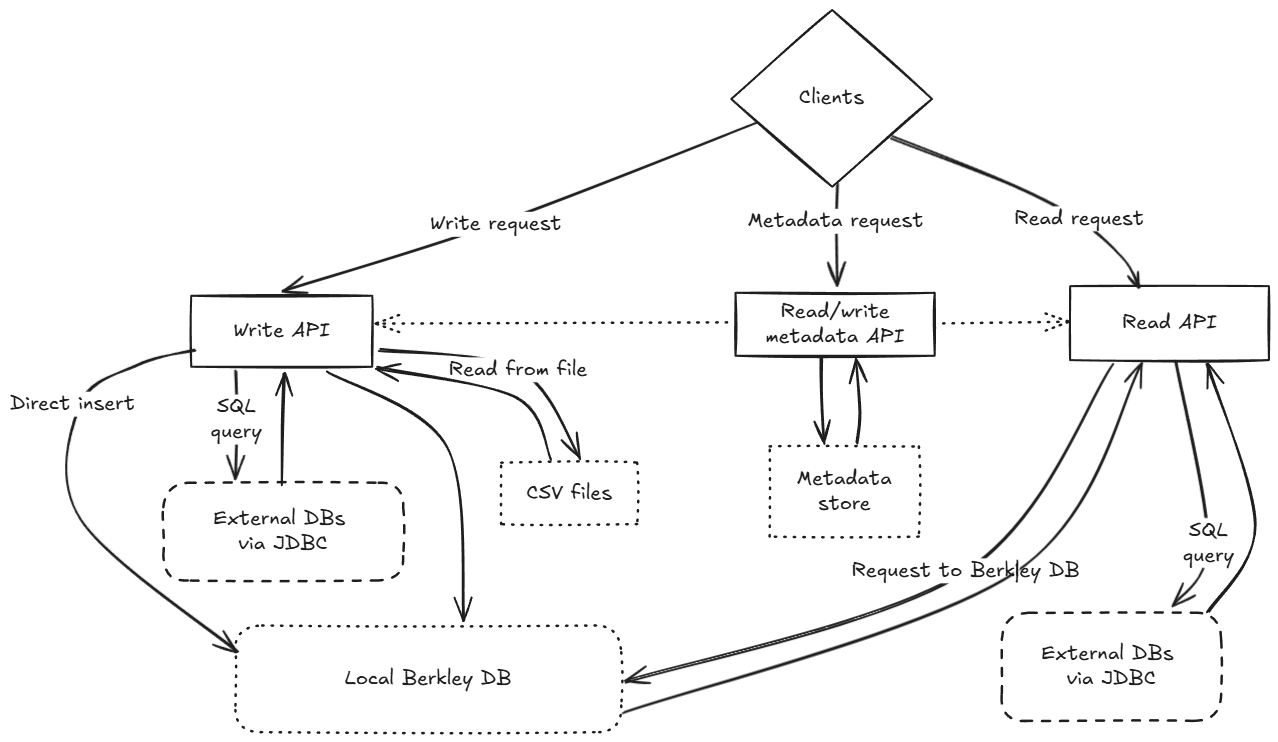 Clients
Write request
Metadata request
Read request
Write API
Read/write
metadata API
Read API
Direct insert
SQL
query
Read from file
CSV files
Metadata
store
External DBs
via JDBC
Request to Berkley DB
SQL
query
Local Berkley DB
External DBs
via JDBC